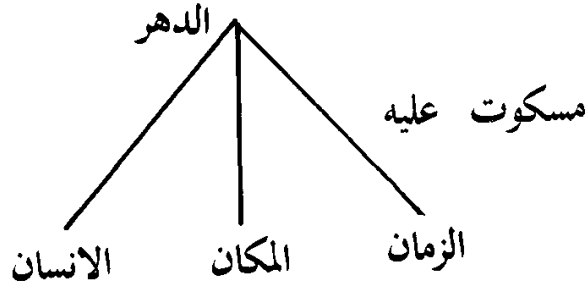 الدهر
مسكوت عليه
الزمان المكان الانسان